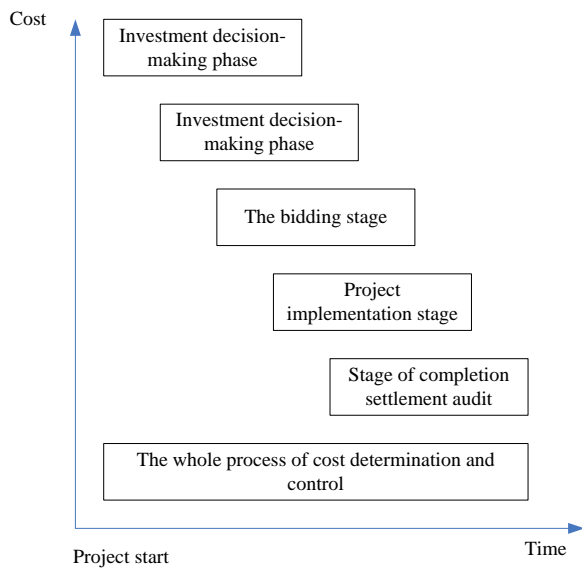 Cost
Investment decision-
making phase
Investment decision-
making phase
The bidding stage
Project
implementation stage
Stage of completion
settlement audit
The whole process of cost determination and
control
Project start
Time